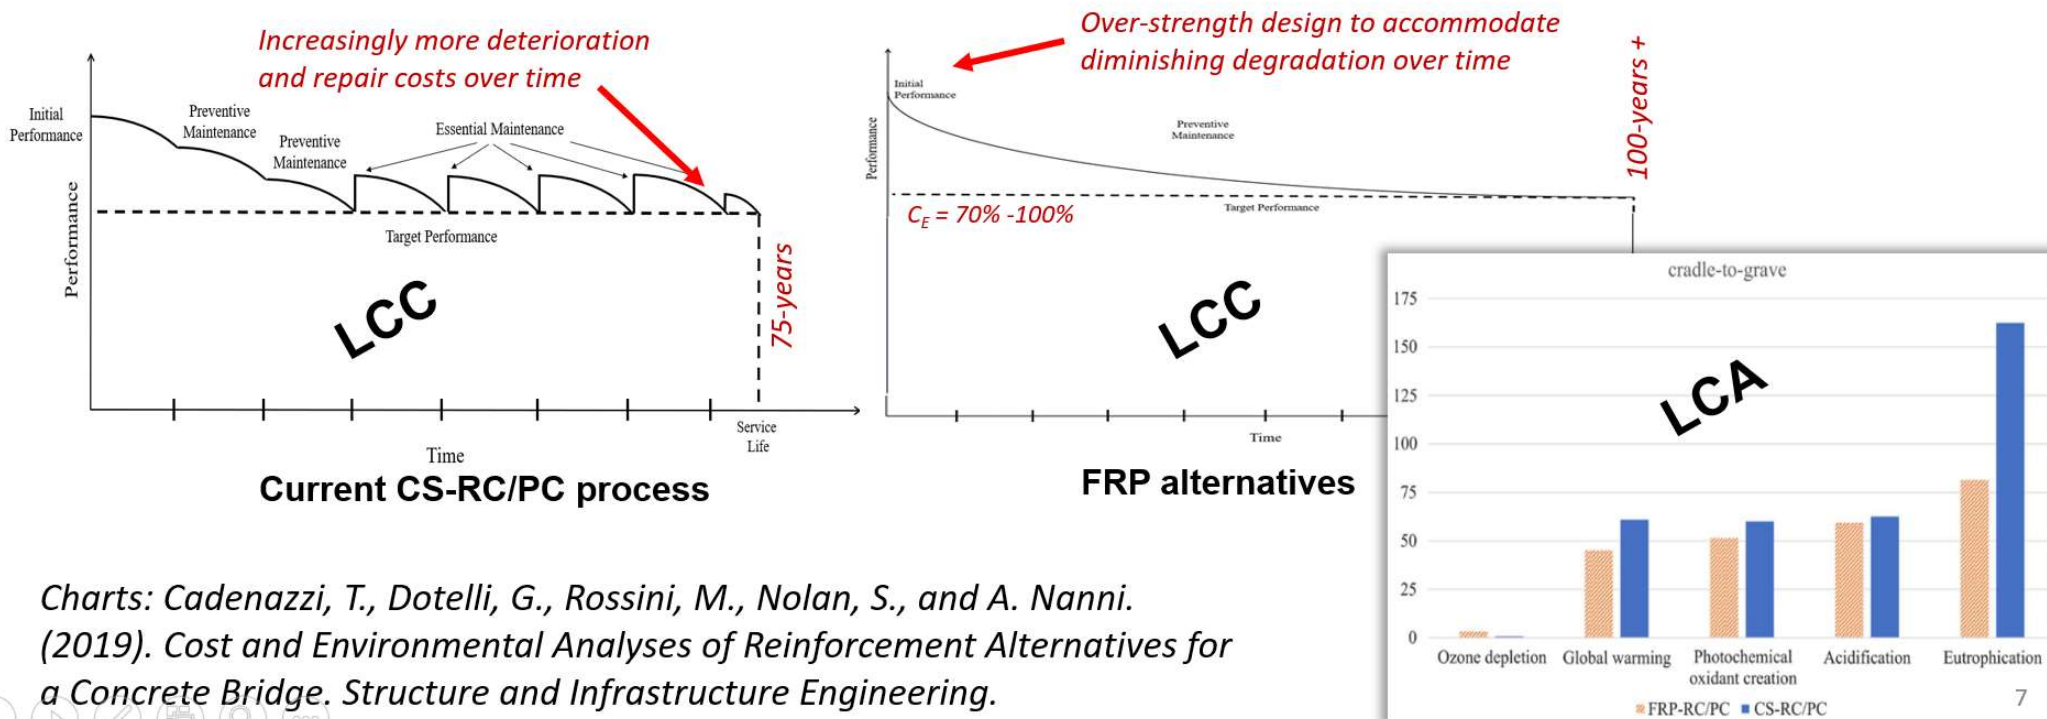 Increasingly more deterioration
and repair costs over time
Initial
Performance
Preventive
Maintenance
Preventive
Maintenance
Essential Maintenance
Performance
Target Performance
LCC
75-years
Service
Life
Time
Current CS-RC/PC process
Over-strength design to accommodate
diminishing degradation over time
100-years +
Initial
Performance
Performance
Preventive
Maintenance
Target Performance
CE = 70% -100%
LCC
Time
FRP alternatives
cradle-to-grave
175
150
125
100
75
50
25
0
LCA
Ozone depletion
Global warming
Photochemical
oxidant creation
Acidification
Eutrophication
FRP-RC/PC
CS-RC/PC
Charts: Cadenazzi, T., Dotelli, G., Rossini, M., Nolan, S., and A. Nanni.
(2019). Cost and Environmental Analyses of Reinforcement Alternatives for
a Concrete Bridge. Structure and Infrastructure Engineering.
7